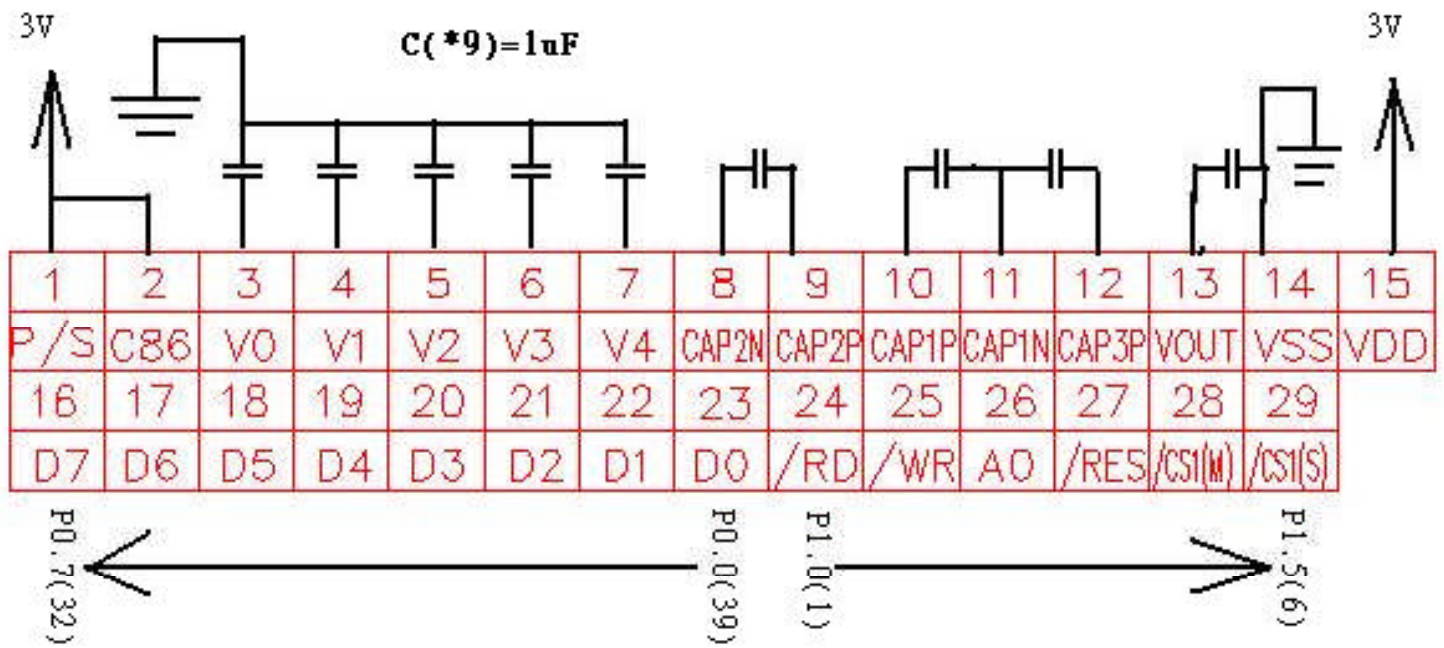 3V
C(*9)=1uF
3V
1 2 3 4 5 6 7 8 9 10 11 12 13 14 15
P/S C86 V0 V1 V2 V3 V4 CAP2N CAP2P CAP1P CAP1N CAP3P VOUT VSS VDD
16 17 18 19 20 21 22 23 24 25 26 27 28 29
D7 D6 D5 D4 D3 D2 D1 D0 /RD /WR A0 /RES /CS1(M) /CS1(S)
P0.7(32)
P0.0(39)
P1.0(1)
P1.5(6)